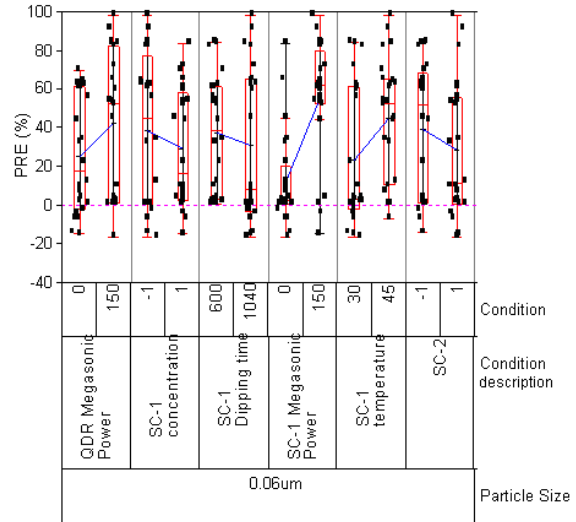 PRE (%)
100
80
60
40
20
0
-20
-40
0
150
-1
1
600
1040
0
150
30
45
-1
1
Condition
QDR Megasonic
Power
SC-1
concentration
SC-1
Dipping time
SC-1 Megasonic
Power
SC-1
temperature
SC-2
Condition
description
0.06um
Particle Size